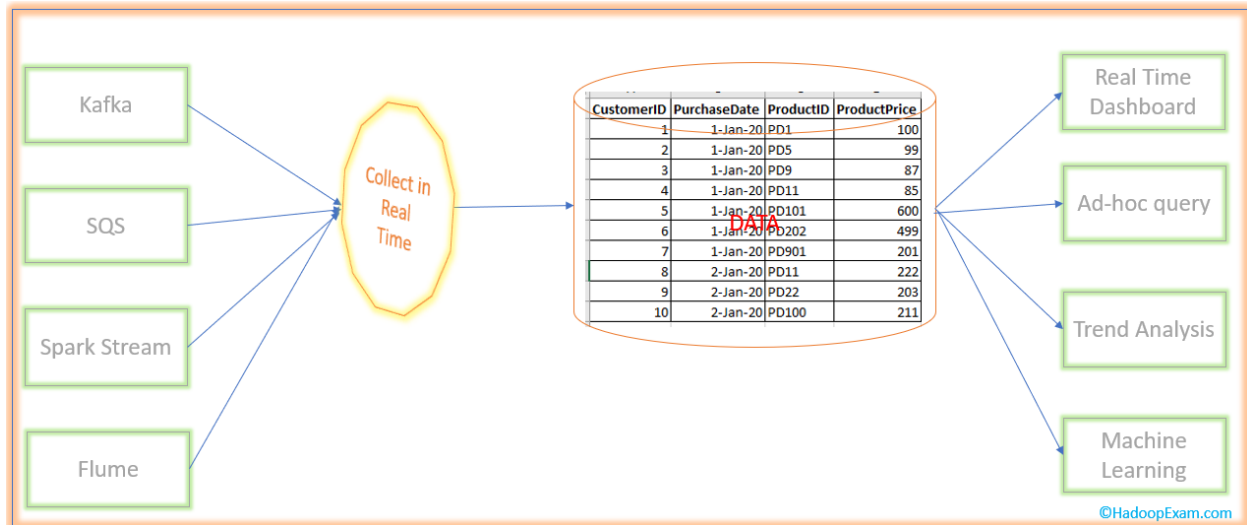 Kafka
SQS
Spark Stream
Flume
Collect in
Real
Time
CustomerID PurchaseDate ProductID ProductPrice
1 1-Jan-20 PD1 100
2 1-Jan-20 PD5 99
3 1-Jan-20 PD9 87
4 1-Jan-20 PD11 85
5 1-Jan-20 PD101 600
DATA
6 1-Jan-20 PD202 499
7 1-Jan-20 PD901 201
8 2-Jan-20 PD11 222
9 2-Jan-20 PD22 203
10 2-Jan-20 PD100 211
Real Time
Dashboard
Ad-hoc query
Trend Analysis
Machine
Learning
©HadoopExam.com